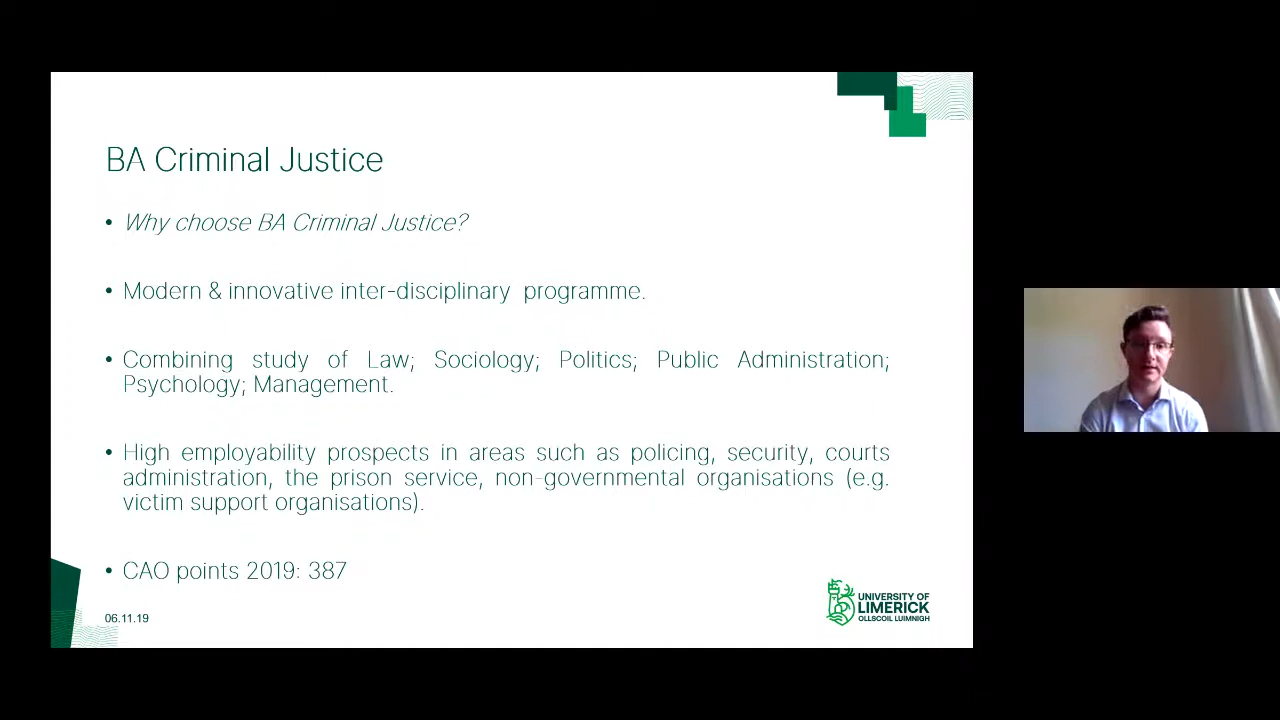 BA Criminal Justice
• Why choose BA Criminal Justice?
• Modern & innovative inter-disciplinary programme.
• Combining study of Law; Sociology; Politics; Public Administration;
Psychology; Management.
• High employability prospects in areas such as policing, security, courts
administration, the prison service, non-governmental organisations (e.g.
victim support organisations).
• CAO points 2019: 387
06.11.19
UNIVERSITY OF
LIMERICK
OLLSCOIL LUIMNIGH